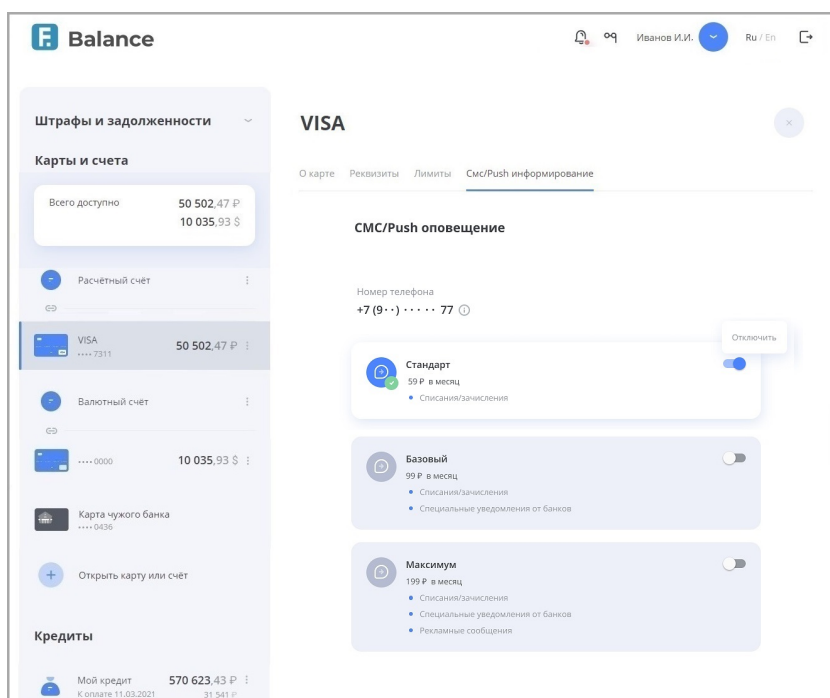 F. Balance
Иванов И.И.
Ru / En
Штрафы и задолженности
Карты и счета
Всего доступно 50 502,47 ₽
10 035,93 $
Расчётный счёт
VISA
•••• 7311
50 502,47 ₽
Валютный счёт
•••• 0000 10 035,93 $
Карта чужого банка
•••• 0436
Открыть карту или счёт
Кредиты
Мой кредит 570 623,43 ₽
К оплате 11.03.2021 31 541 ₽
VISA
О карте Реквизиты Лимиты Смс/Push информирование
СМС/Push оповещение
Номер телефона
+7 (9··) ····· 77
Отключить
Стандарт
59 ₽ в месяц
• Списания/зачисления
Базовый
99 ₽ в месяц
• Списания/зачисления
• Специальные уведомления от банков
Максимум
199 ₽ в месяц
• Списания/зачисления
• Специальные уведомления от банков
• Рекламные сообщения